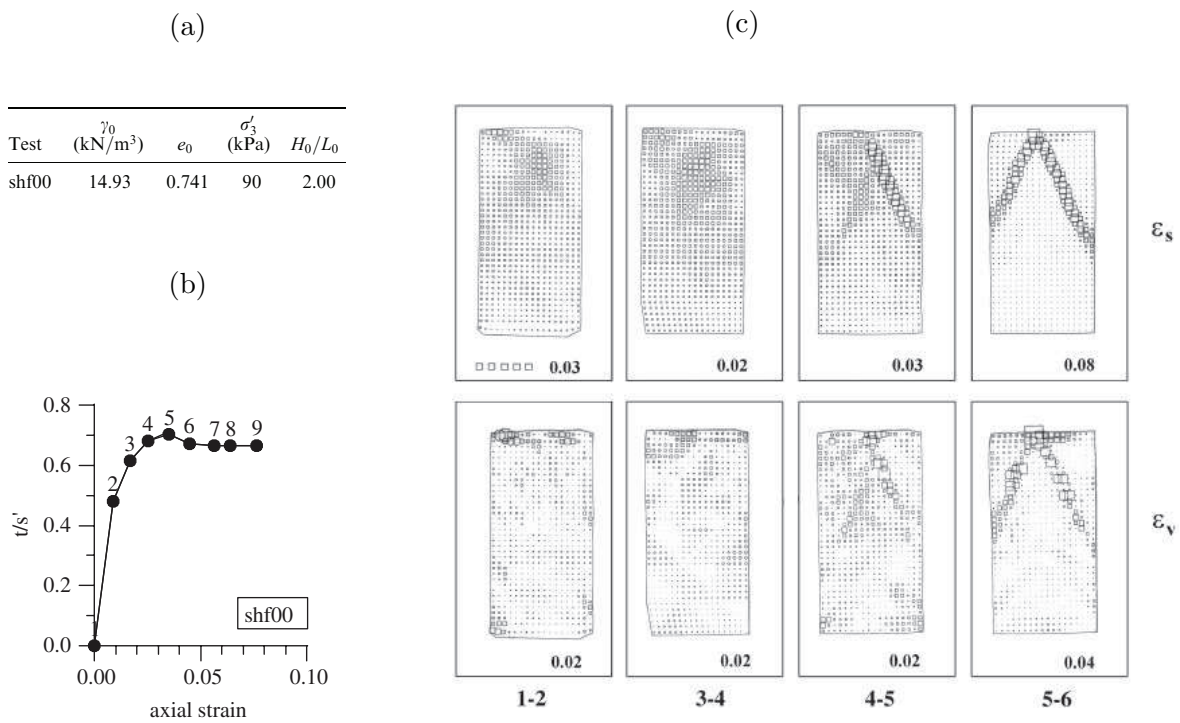 (a)
γ₀ σ′₃
Test (kN/m³) e₀ (kPa) H₀/L₀
shf00 14.93 0.741 90 2.00
(b)
0.8
0.6
0.4
0.2
0.0
t/s'
2
3
4
5
6
7
8
9
shf00
0.00 0.05 0.10
axial strain
(c)
0.03 0.02 0.03 0.08
εs
0.02 0.02 0.02 0.04
εv
1-2 3-4 4-5 5-6